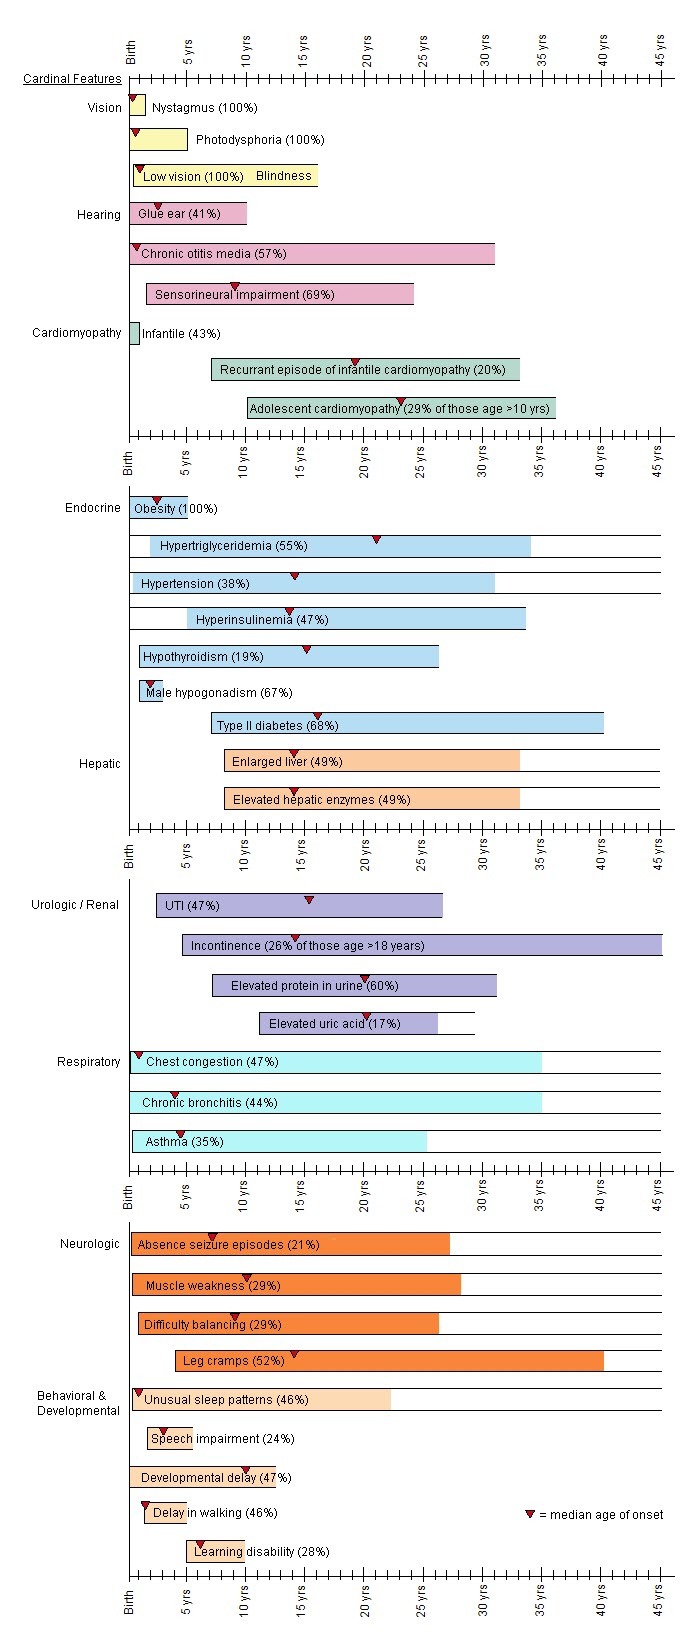 Birth 5 yrs 10 yrs 15 yrs 20 yrs 25 yrs 30 yrs 35 yrs 40 yrs 45 yrs
Cardinal Features
Vision
Nystagmus (100%)
Photodysphoria (100%)
Low vision (100%) Blindness
Hearing
Glue ear (41%)
Chronic otitis media (57%)
Sensorineural impairment (69%)
Cardiomyopathy
Infantile (43%)
Recurrant episode of infantile cardiomyopathy (20%)
Adolescent cardiomyopathy (29% of those age >10 yrs)
Birth 5 yrs 10 yrs 15 yrs 20 yrs 25 yrs 30 yrs 35 yrs 40 yrs 45 yrs
Endocrine
Obesity (100%)
Hypertriglyceridemia (55%)
Hypertension (38%)
Hyperinsulinemia (47%)
Hypothyroidism (19%)
Male hypogonadism (67%)
Type II diabetes (68%)
Hepatic
Enlarged liver (49%)
Elevated hepatic enzymes (49%)
Birth 5 yrs 10 yrs 15 yrs 20 yrs 25 yrs 30 yrs 35 yrs 40 yrs 45 yrs
Urologic / Renal
UTI (47%)
Incontinence (26% of those age >18 years)
Elevated protein in urine (60%)
Elevated uric acid (17%)
Respiratory
Chest congestion (47%)
Chronic bronchitis (44%)
Asthma (35%)
Birth 5 yrs 10 yrs 15 yrs 20 yrs 25 yrs 30 yrs 35 yrs 40 yrs 45 yrs
Neurologic
Absence seizure episodes (21%)
Muscle weakness (29%)
Difficulty balancing (29%)
Leg cramps (52%)
Behavioral &
Developmental
Unusual sleep patterns (46%)
Speech impairment (24%)
Developmental delay (47%)
Delay in walking (46%)
= median age of onset
Learning disability (28%)
Birth 5 yrs 10 yrs 15 yrs 20 yrs 25 yrs 30 yrs 35 yrs 40 yrs 45 yrs